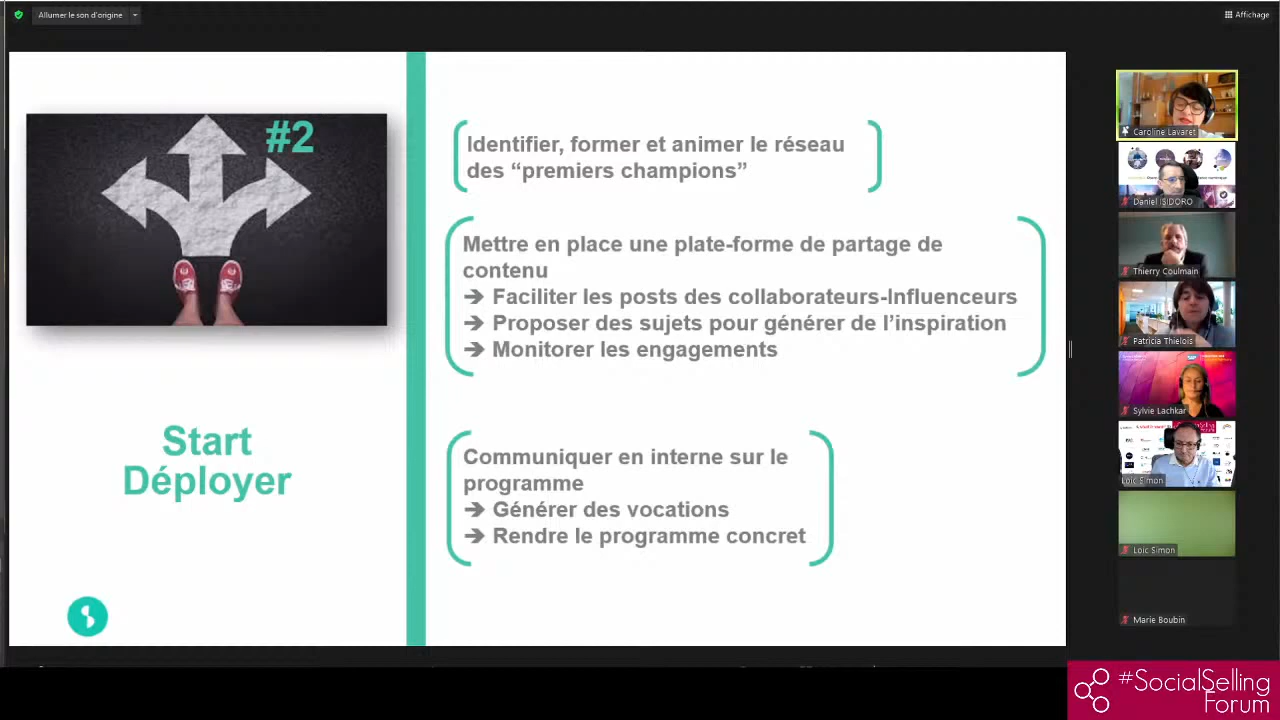 Allumer le son d'origine
Affichage
#2
Start
Déployer
Identifier, former et animer le réseau
des “premiers champions”
Mettre en place une plate-forme de partage de
contenu
➔ Faciliter les posts des collaborateurs-Influenceurs
➔ Proposer des sujets pour générer de l’inspiration
➔ Monitorer les engagements
Communiquer en interne sur le
programme
➔ Générer des vocations
➔ Rendre le programme concret
Caroline Lavaret
Daniel ISIDORO
Thierry Coulmain
Patricia Thielois
Sylvie Lachkar
SAP
Loic Simon
Loic Simon
Marie Boubin
#SocialSelling
Forum